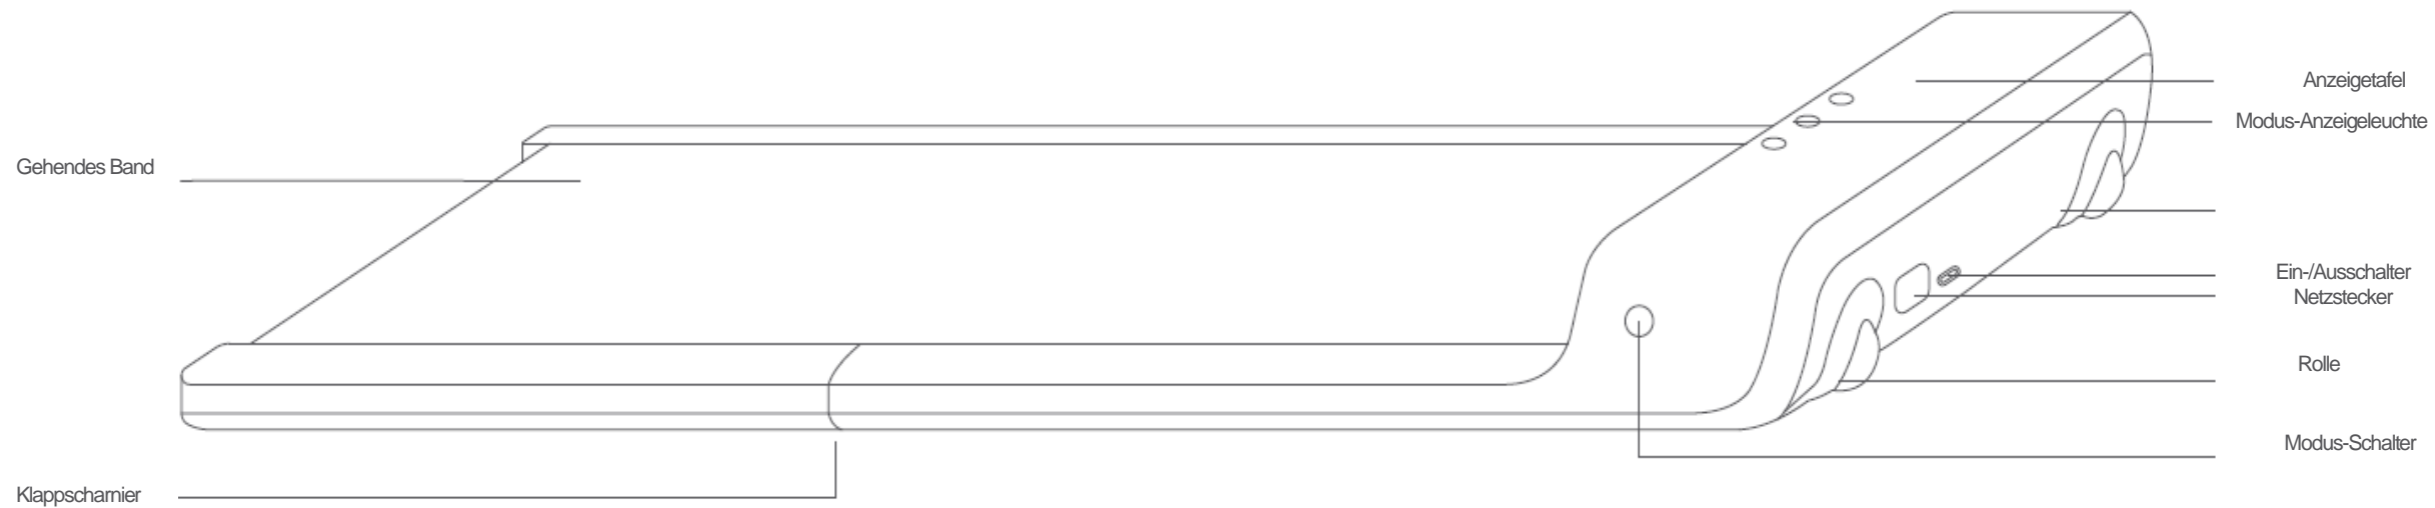 Anzeigetafel
Modus-Anzeigeleuchte
Gehendes Band
Ein-/Ausschalter
Netzstecker
Rolle
Modus-Schalter
Klappscharnier